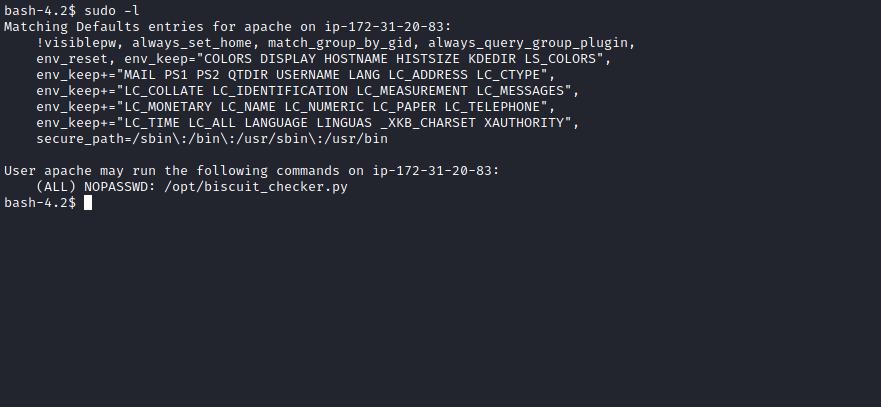 bash-4.2$ sudo -l
Matching Defaults entries for apache on ip-172-31-20-83:
    !visiblepw, always_set_home, match_group_by_gid, always_query_group_plugin,
    env_reset, env_keep="COLORS DISPLAY HOSTNAME HISTSIZE KDEDIR LS_COLORS",
    env_keep+="MAIL PS1 PS2 QTDIR USERNAME LANG LC_ADDRESS LC_CTYPE",
    env_keep+="LC_COLLATE LC_IDENTIFICATION LC_MEASUREMENT LC_MESSAGES",
    env_keep+="LC_MONETARY LC_NAME LC_NUMERIC LC_PAPER LC_TELEPHONE",
    env_keep+="LC_TIME LC_ALL LANGUAGE LINGUAS _XKB_CHARSET XAUTHORITY",
    secure_path=/sbin\:/bin\:/usr/sbin\:/usr/bin

User apache may run the following commands on ip-172-31-20-83:
    (ALL) NOPASSWD: /opt/biscuit_checker.py
bash-4.2$